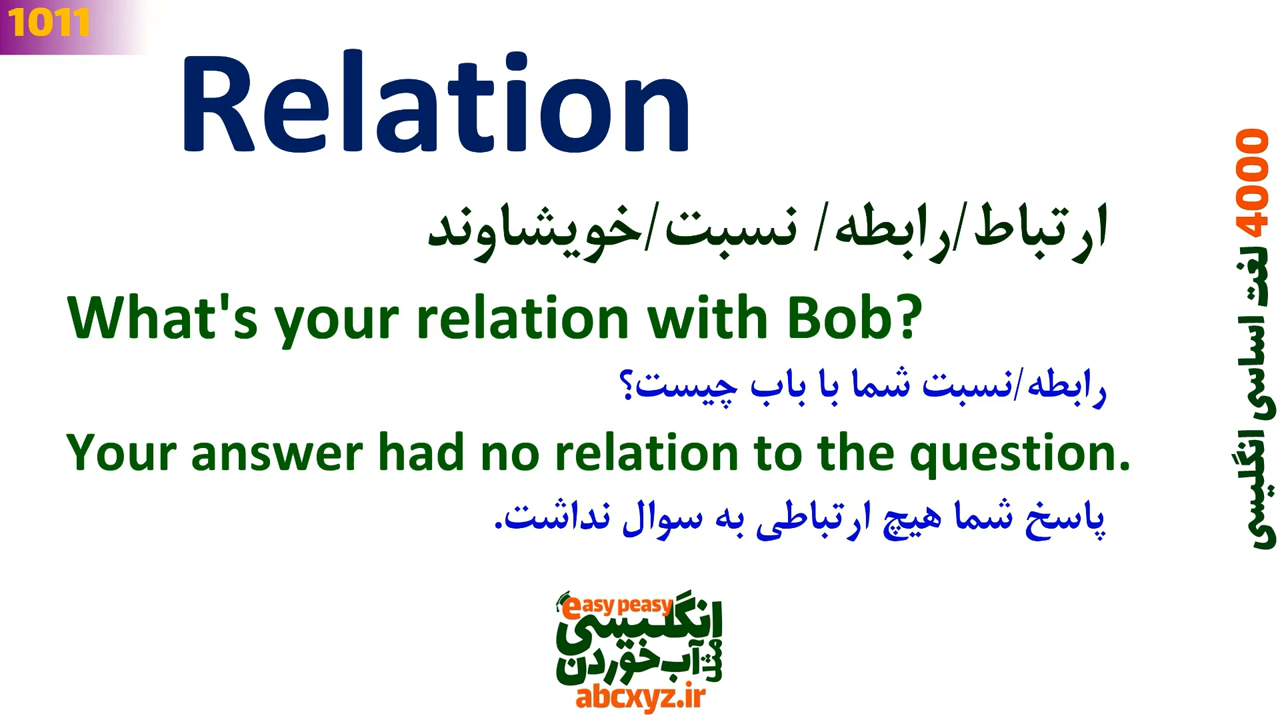 1011
Relation
ارتباط/رابطه/ نسبت/خویشاوند
What's your relation with Bob?
رابطه/نسبت شما با باب چیست؟
Your answer had no relation to the question.
پاسخ شما هیچ ارتباطی به سوال نداشت.
4000 لغت اساسی انگلیسی
easy peasy
انگلیسی
مثل آب خوردن
abcxyz.ir